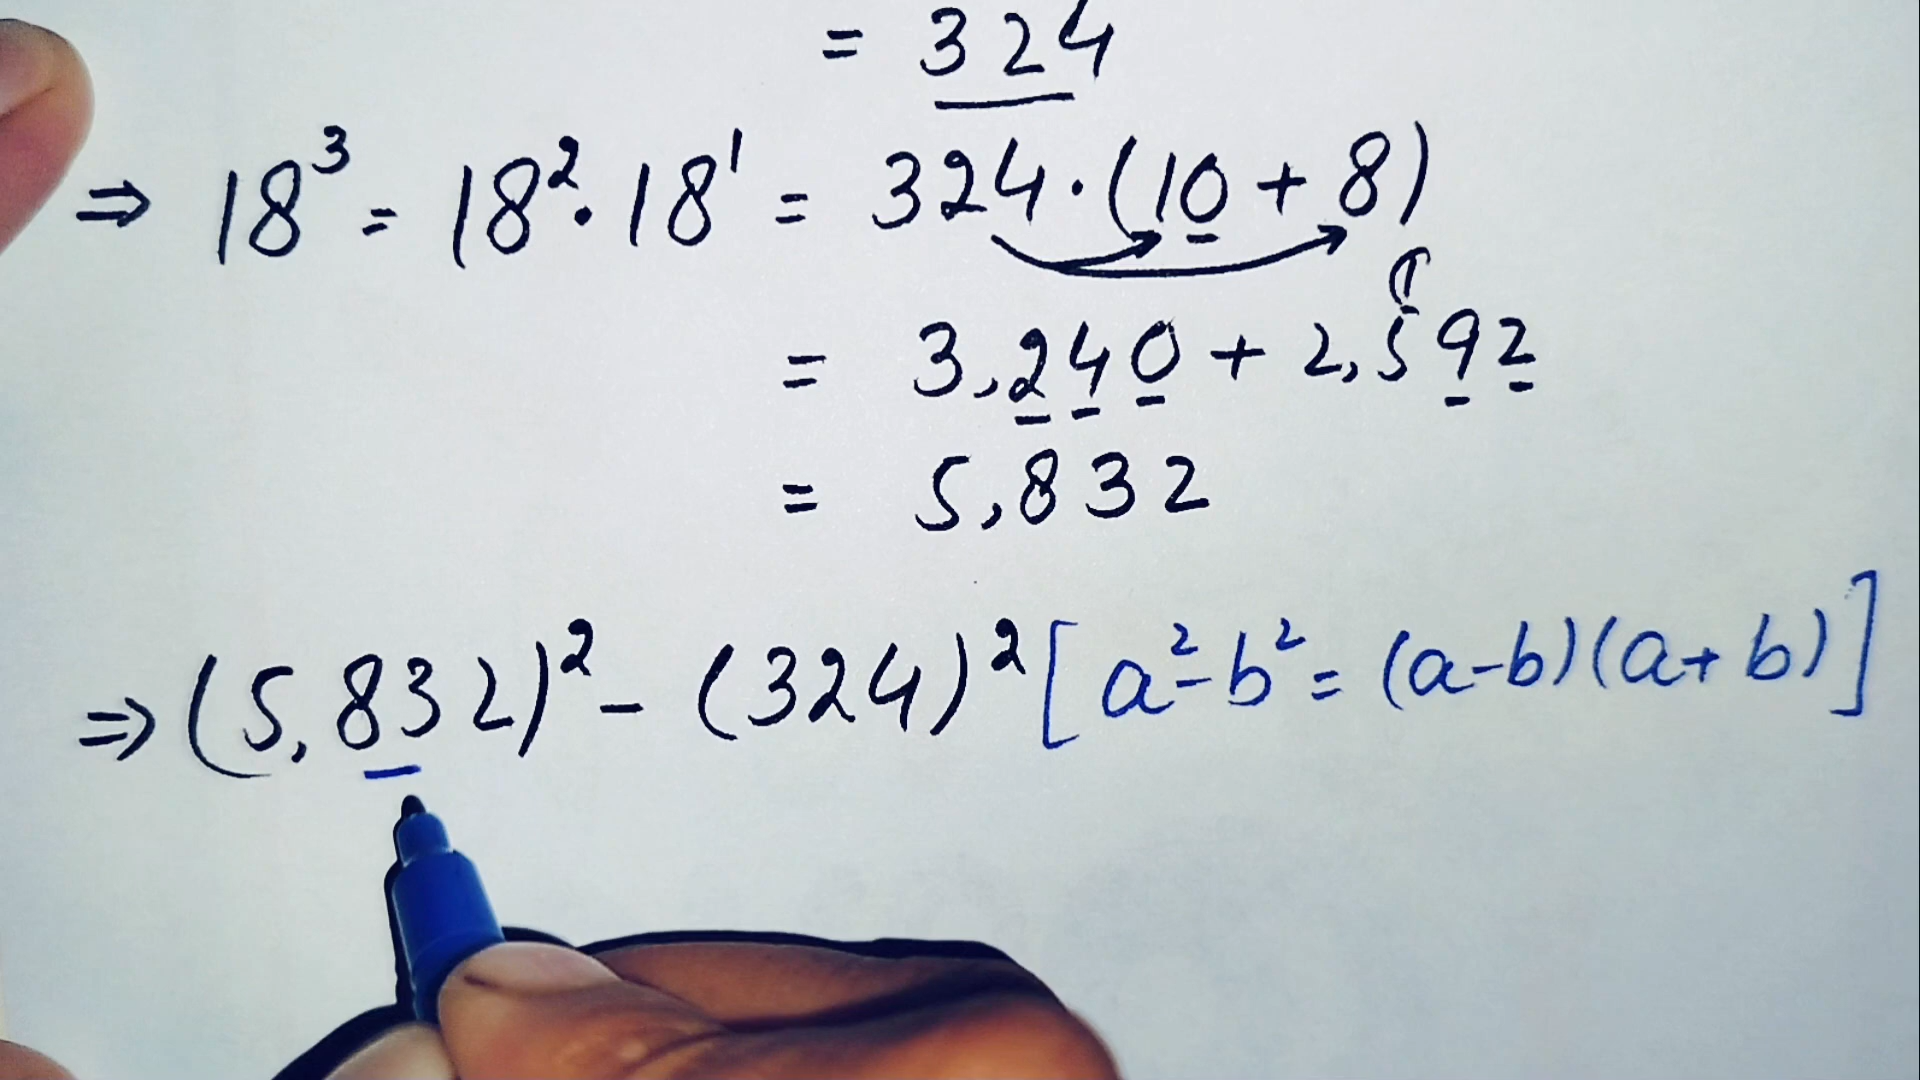 = 324
⇒ 18³ = 18²·18¹ = 324·(10+8)
1
= 3,240 + 2,592
= 5,832
⇒ (5,832)² - (324)² [a²-b² = (a-b)(a+b)]